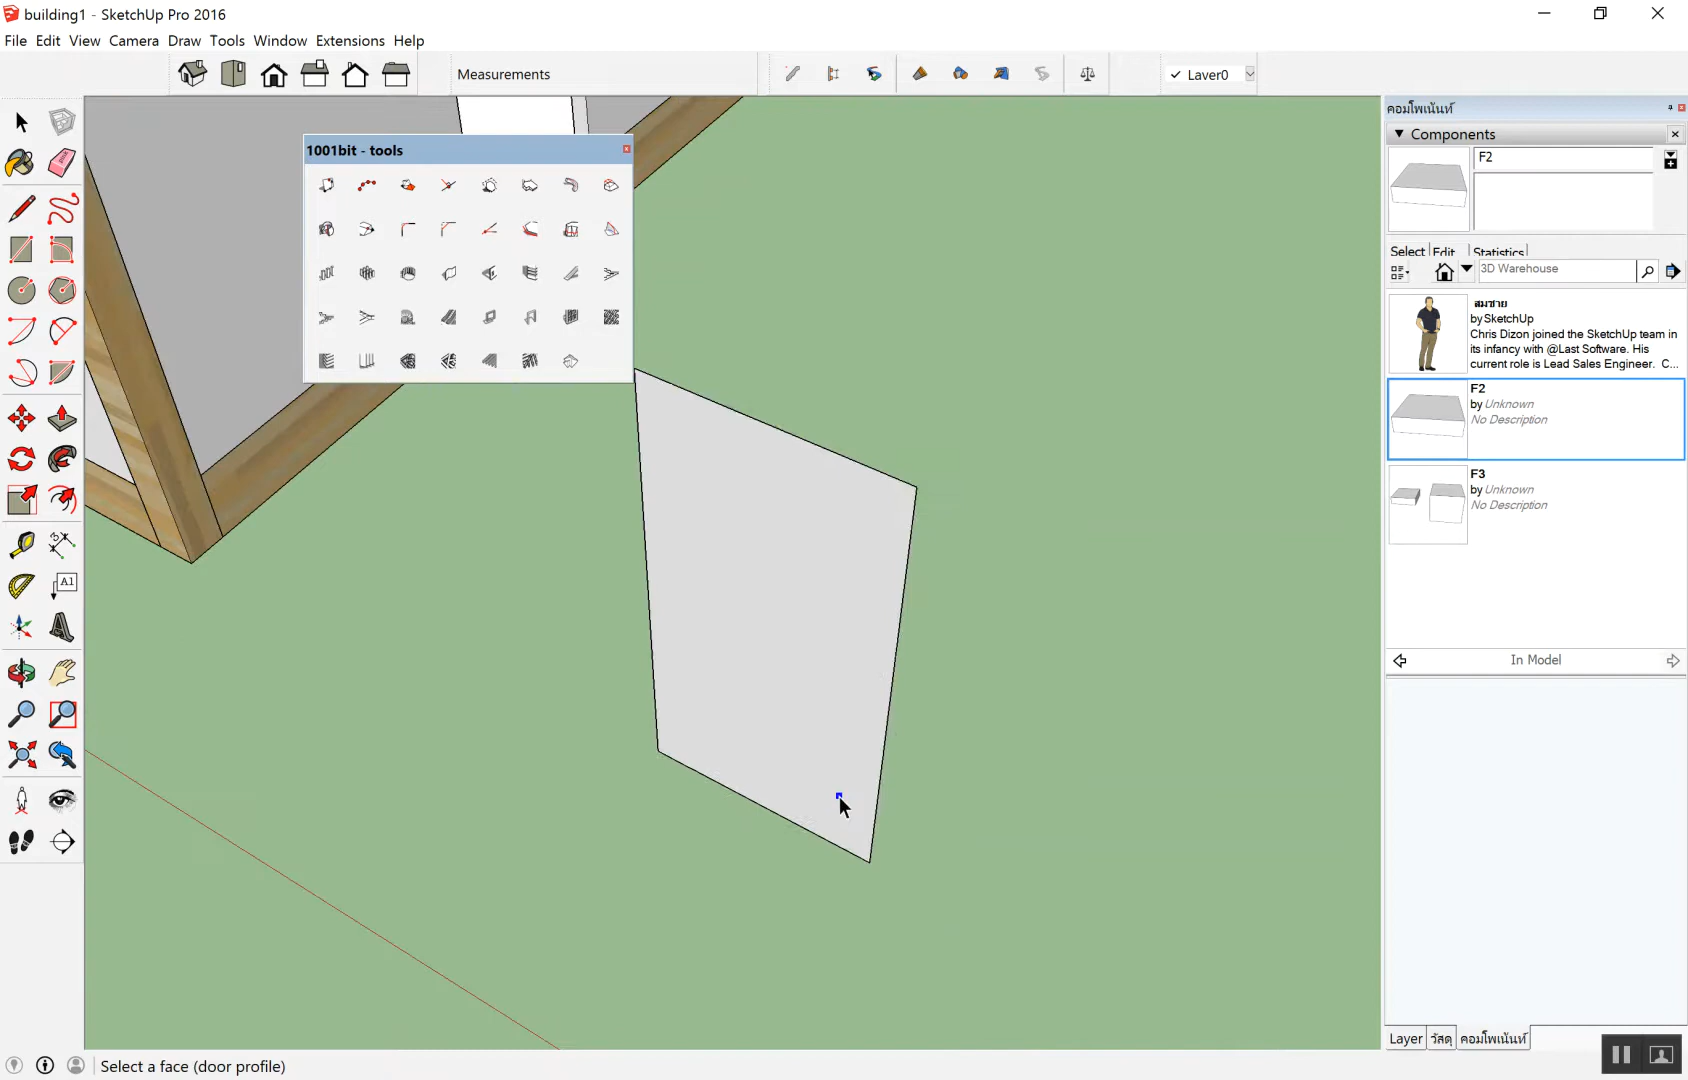 building1 - SketchUp Pro 2016
File Edit View Camera Draw Tools Window Extensions Help
Measurements
Layer0
คอมโพเนินท์
Components
1001bit - tools
F2
Select Edit Statistics
3D Warehouse
สมชาย
by SketchUp
Chris Dizon joined the SketchUp team in
its infancy with @Last Software. His
current role is Lead Sales Engineer. C...
F2
by Unknown
No Description
F3
by Unknown
No Description
A1
In Model
Layer วัสดุ คอมโพเนินท์
Select a face (door profile)